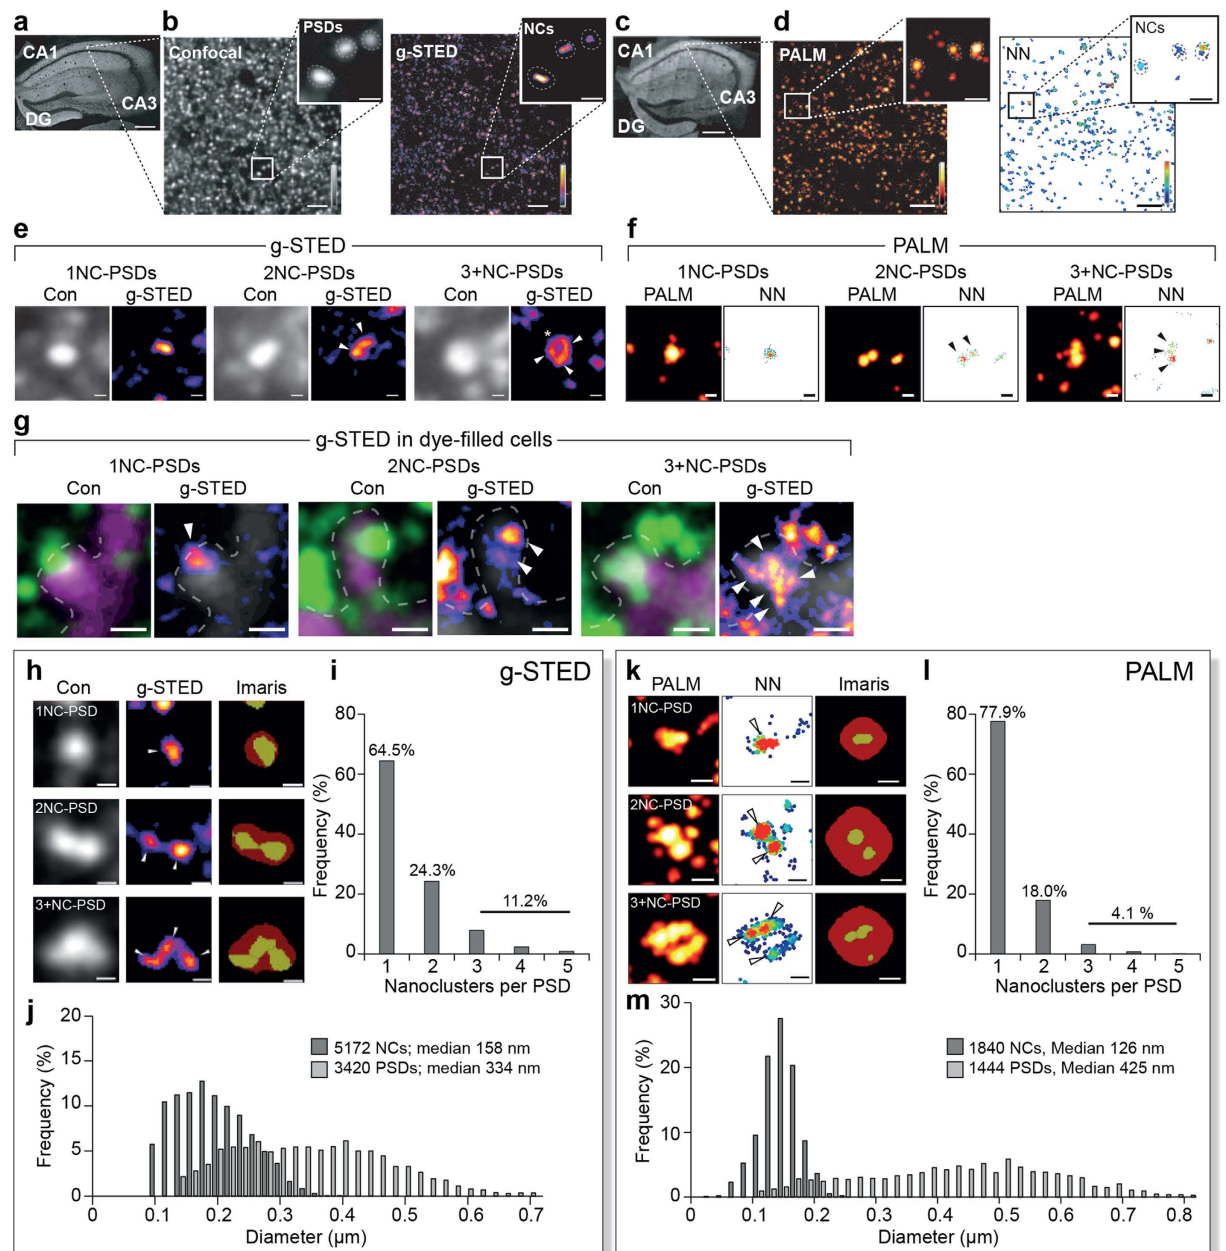 a
CA1
CA3
DG
b
Confocal
PSDs
g-STED
NCs
c
CA1
CA3
DG
d
PALM
NN
NCs
e
g-STED
1NC-PSDs 2NC-PSDs 3+NC-PSDs
Con g-STED Con g-STED Con g-STED
*
f
PALM
1NC-PSDs 2NC-PSDs 3+NC-PSDs
PALM NN PALM NN PALM NN
g
g-STED in dye-filled cells
1NC-PSDs 2NC-PSDs 3+NC-PSDs
Con g-STED Con g-STED Con g-STED
h
Con g-STED Imaris
1NC-PSD
2NC-PSD
3+NC-PSD
i
g-STED
Frequency (%)
80
60
40
20
0
64.5%
24.3%
11.2%
1 2 3 4 5
Nanoclusters per PSD
j
Frequency (%)
20
15
10
5
0
5172 NCs; median 158 nm
3420 PSDs; median 334 nm
0 0.1 0.2 0.3 0.4 0.5 0.6 0.7
Diameter (µm)
k
PALM NN Imaris
1NC-PSD
2NC-PSD
3+NC-PSD
l
PALM
Frequency (%)
80
60
40
20
0
77.9%
18.0%
4.1 %
1 2 3 4 5
Nanoclusters per PSD
m
Frequency (%)
30
20
10
0
1840 NCs, Median 126 nm
1444 PSDs, Median 425 nm
0 0.1 0.2 0.3 0.4 0.5 0.6 0.7 0.8
Diameter (µm)